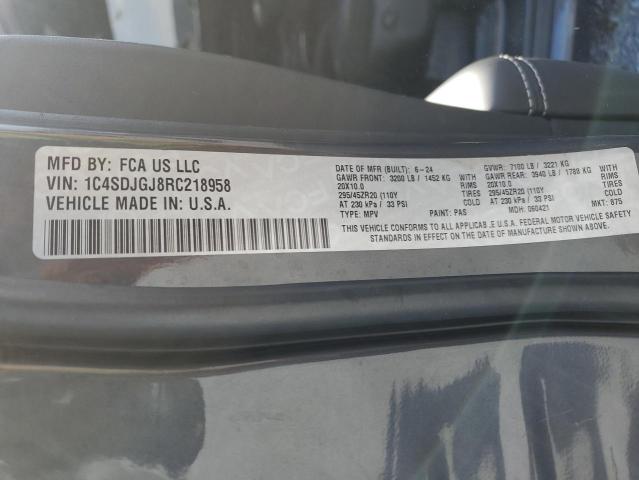 MFD BY: FCA US LLC
VIN: 1C4SDJGJ8RC218958
VEHICLE MADE IN: U.S.A.
DATE OF MFR (BUILT): 6-24 GVWR: 7100 LB / 3221 KG
GAWR FRONT: 3200 LB / 1452 KG GAWR REAR: 3940 LB / 1788 KG
20X10.0 RIMS 20X10.0 RIMS
295/45ZR20 (110Y TIRES 295/45ZR20 (110Y TIRES
AT 230 kPa / 33 PSI COLD AT 230 kPa / 33 PSI COLD
TYPE: MPV PAINT: PAS MDH: 060421 MKT: 875
THIS VEHICLE CONFORMS TO ALL APPLICAB.E U.S.A. FEDERAL MOTOR VEHICLE SAFETY
STANDARDS IN EFFECT ON THE DATE OF MANUFACTURE SHOWN ABOVE.